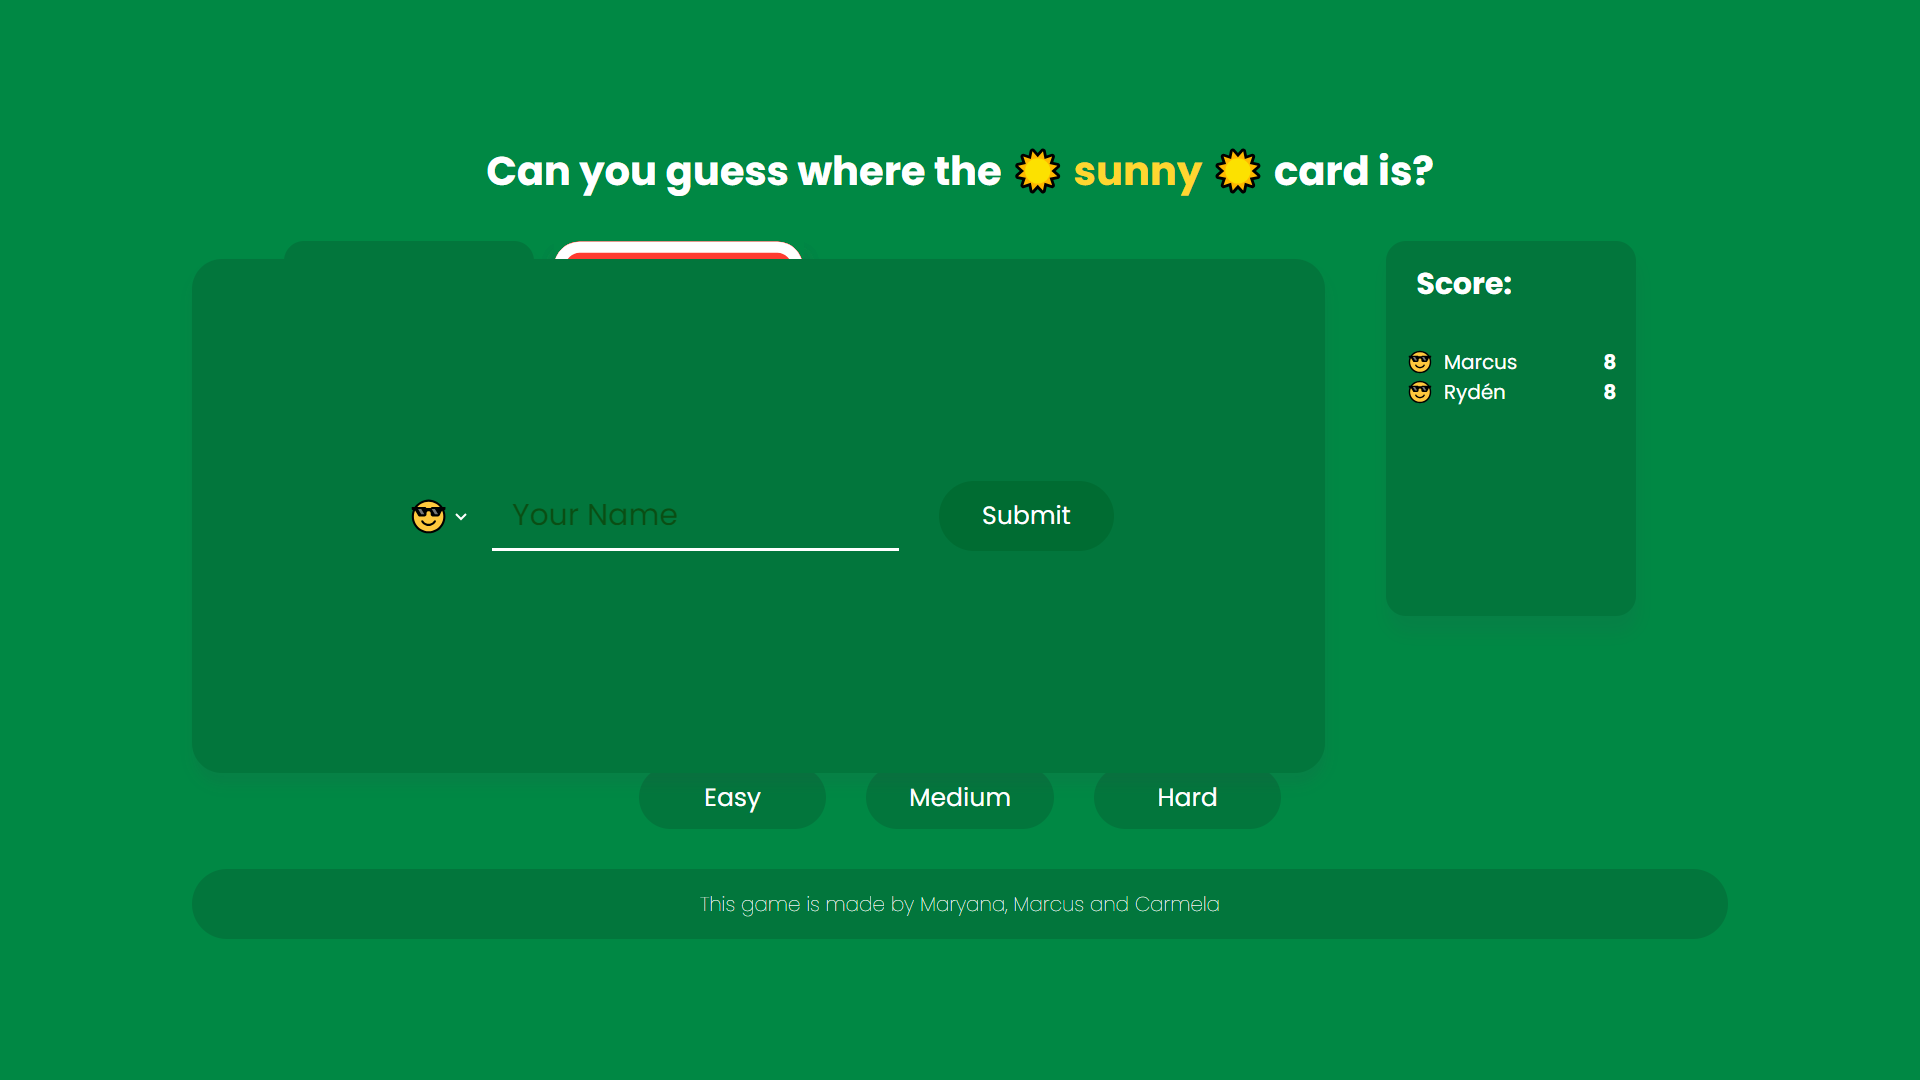 Can you guess where the sunny card is?
Score:
Marcus 8
Rydén 8
Your Name
Submit
Easy Medium Hard
This game is made by Maryana, Marcus and Carmela